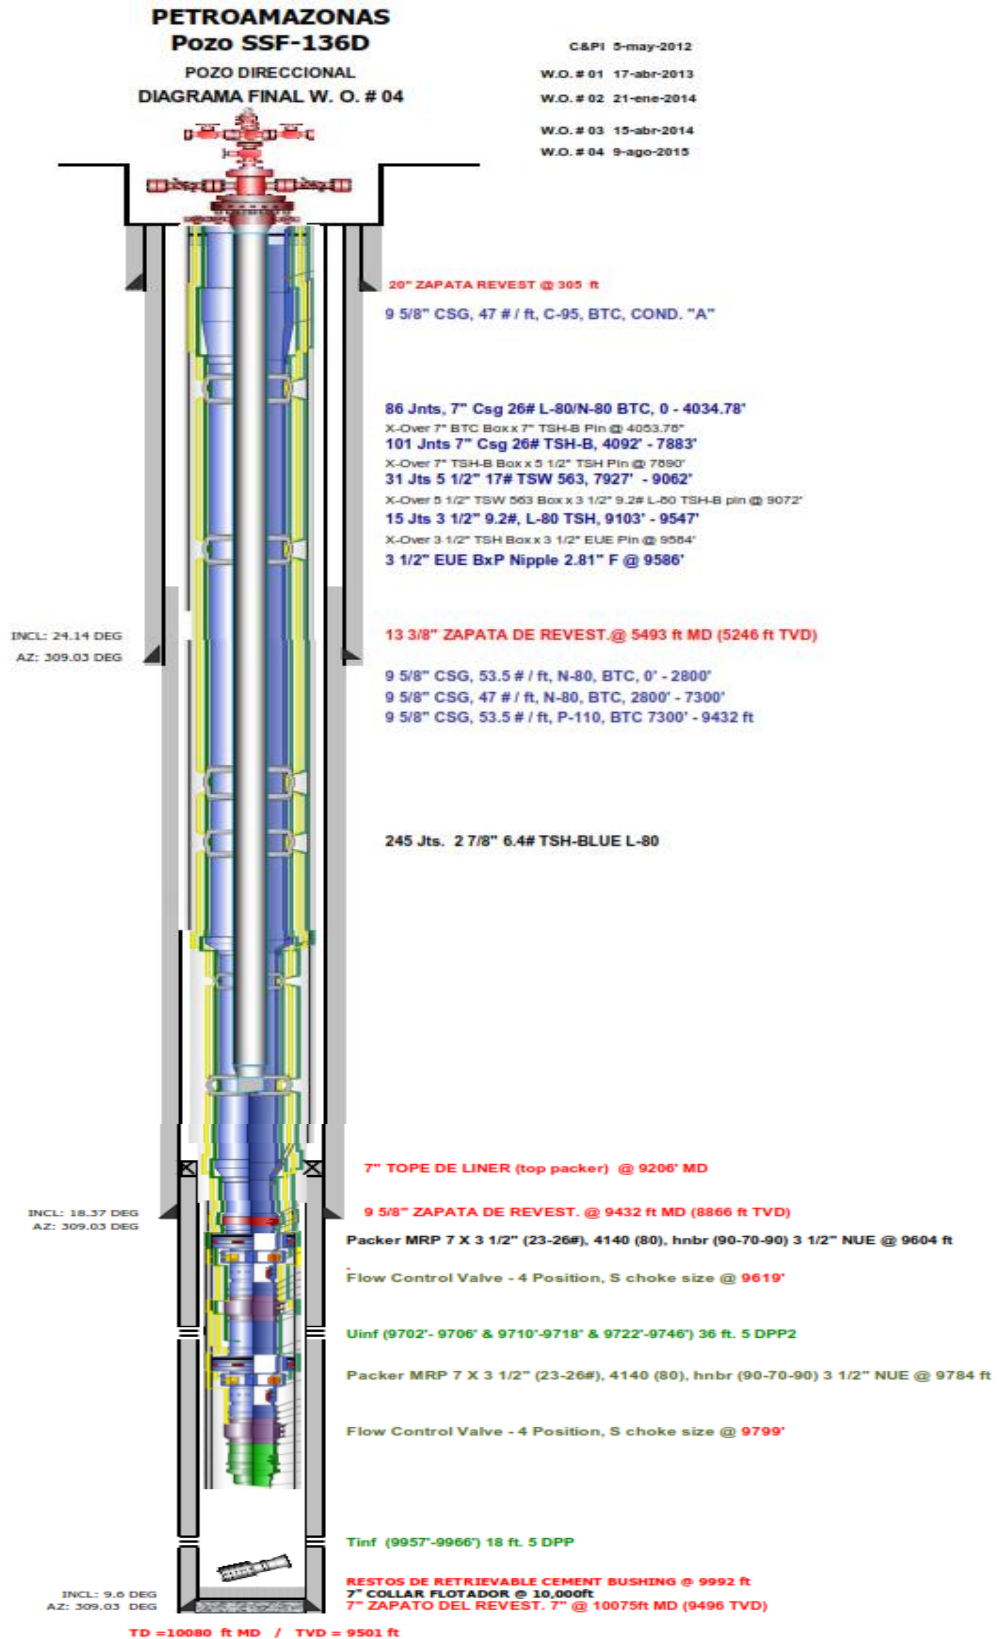 PETROAMAZONAS
Pozo SSF-136D
POZO DIRECCIONAL
DIAGRAMA FINAL W. O. # 04
C&PI 5-may-2012
W.O. # 01 17-abr-2013
W.O. # 02 21-ene-2014
W.O. # 03 15-abr-2014
W.O. # 04 9-ago-2015
20" ZAPATA REVEST @ 305 ft
9 5/8" CSG, 47 # / ft, C-95, BTC, COND. "A"
86 Jnts, 7" Csg 26# L-80/N-80 BTC, 0 - 4034.78'
X-Over 7" BTC Box x 7" TSH-B Pin @ 4053.78"
101 Jnts 7" Csg 26# TSH-B, 4092' - 7883'
X-Over 7" TSH-B Box x 5 1/2" TSH Pin @ 7890'
31 Jts 5 1/2" 17# TSW 563, 7927' - 9062'
X-Over 5 1/2" TSW 563 Box x 3 1/2" 9.2# L-80 TSH-B pin @ 9072'
15 Jts 3 1/2" 9.2#, L-80 TSH, 9103' - 9547'
X-Over 3 1/2" TSH Box x 3 1/2" EUE Pin @ 9584'
3 1/2" EUE BxP Nipple 2.81" F @ 9586'
INCL: 24.14 DEG
AZ: 309.03 DEG
13 3/8" ZAPATA DE REVEST.@ 5493 ft MD (5246 ft TVD)
9 5/8" CSG, 53.5 # / ft, N-80, BTC, 0' - 2800'
9 5/8" CSG, 47 # / ft, N-80, BTC, 2800' - 7300'
9 5/8" CSG, 53.5 # / ft, P-110, BTC 7300' - 9432 ft
245 Jts. 2 7/8" 6.4# TSH-BLUE L-80
7" TOPE DE LINER (top packer) @ 9206' MD
INCL: 18.37 DEG
AZ: 309.03 DEG
9 5/8" ZAPATA DE REVEST. @ 9432 ft MD (8866 ft TVD)
Packer MRP 7 X 3 1/2" (23-26#), 4140 (80), hnbr (90-70-90) 3 1/2" NUE @ 9604 ft
Flow Control Valve - 4 Position, S choke size @ 9619'
Uinf (9702'- 9706' & 9710'-9718' & 9722'-9746') 36 ft. 5 DPP2
Packer MRP 7 X 3 1/2" (23-26#), 4140 (80), hnbr (90-70-90) 3 1/2" NUE @ 9784 ft
Flow Control Valve - 4 Position, S choke size @ 9799'
Tinf (9957'-9966') 18 ft. 5 DPP
RESTOS DE RETRIEVABLE CEMENT BUSHING @ 9992 ft
INCL: 9.6 DEG
AZ: 309.03 DEG
7" COLLAR FLOTADOR @ 10,000ft
7" ZAPATO DEL REVEST. 7" @ 10075ft MD (9496 TVD)
TD =10080 ft MD / TVD = 9501 ft